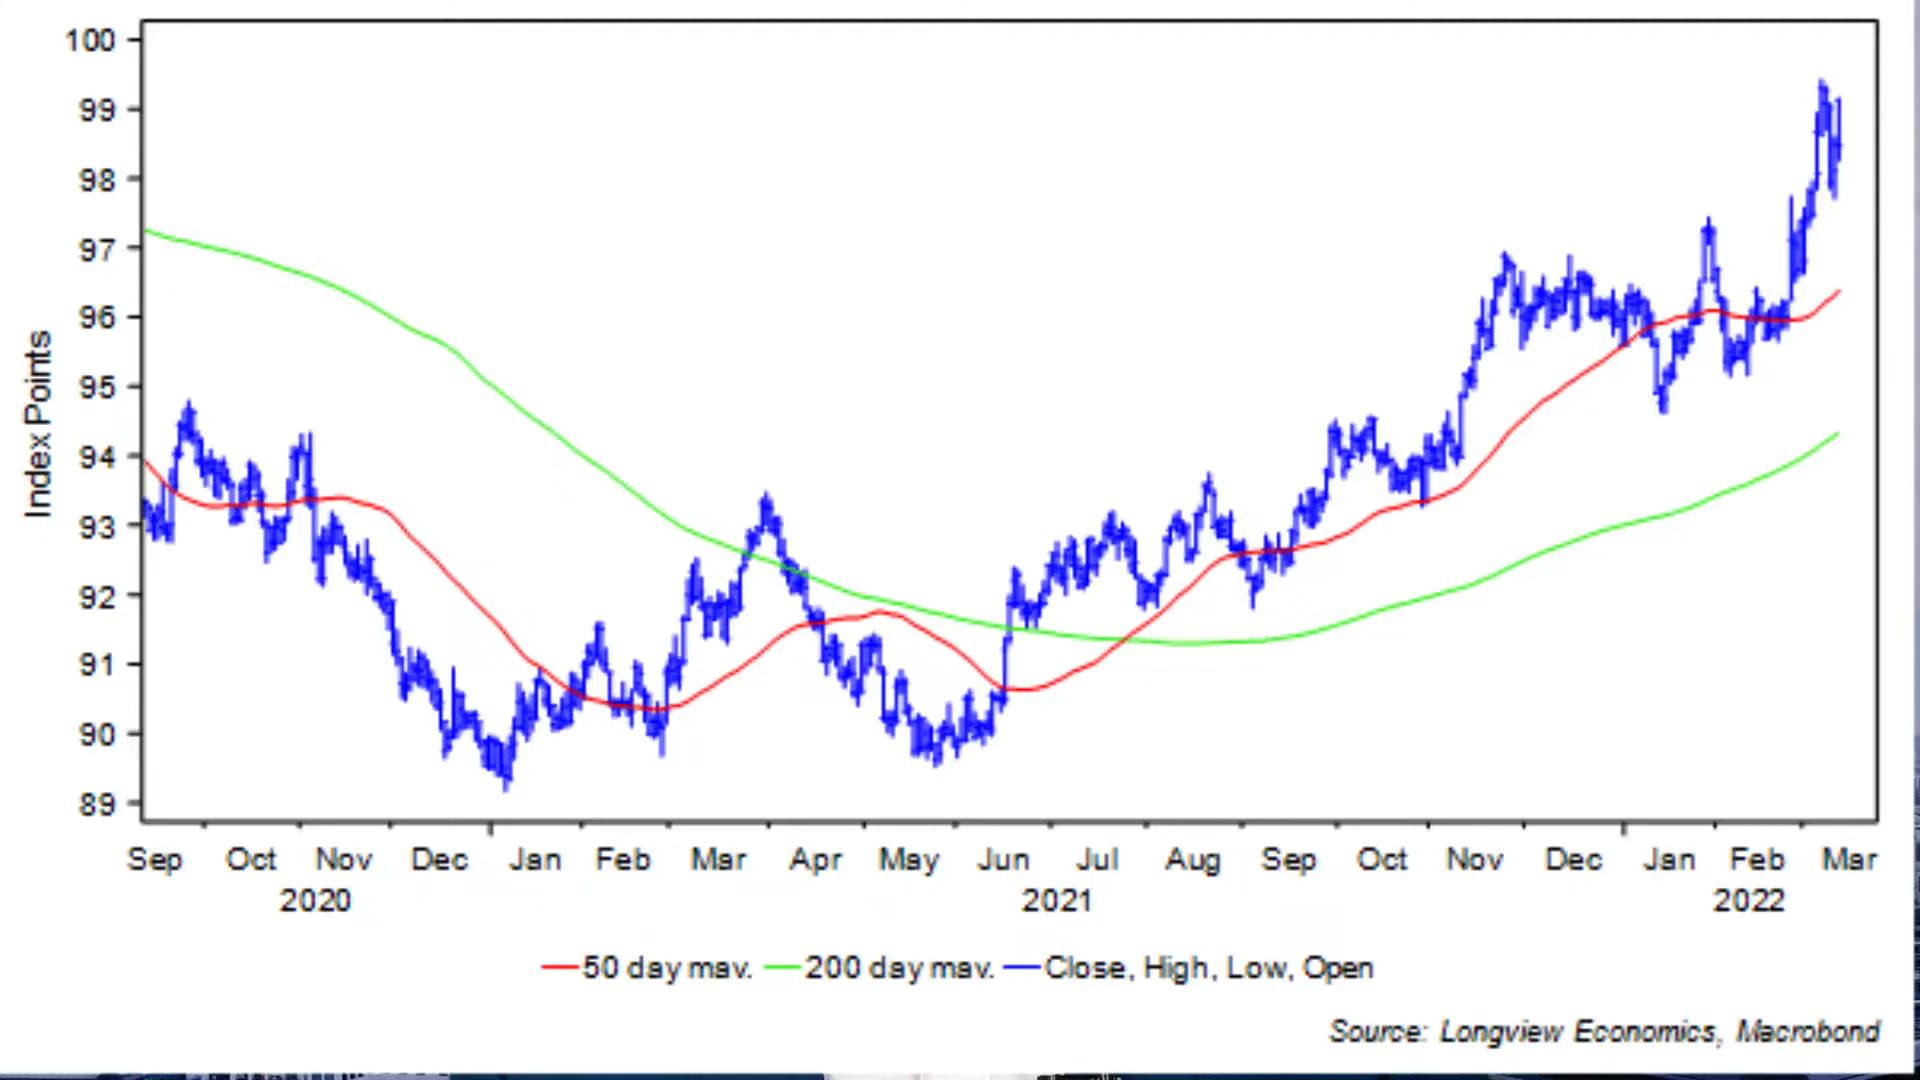 100
99
98
97
96
95
94
93
92
91
90
89
Index Points
Sep Oct Nov Dec Jan Feb Mar Apr May Jun Jul Aug Sep Oct Nov Dec Jan Feb Mar
2020 2021 2022
50 day mav. 200 day mav. Close, High, Low, Open
Source: Longview Economics, Macrobond